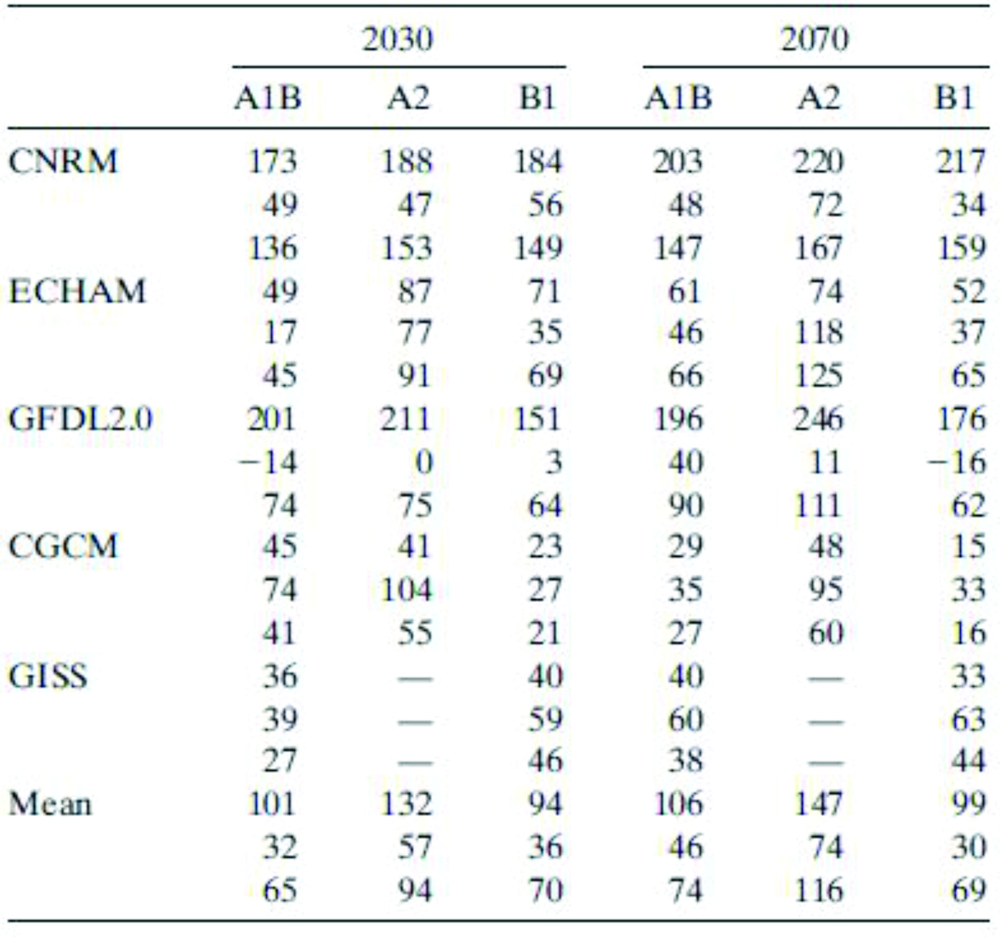 2030 2070
A1B A2 B1 A1B A2 B1
CNRM 173 188 184 203 220 217
49 47 56 48 72 34
136 153 149 147 167 159
ECHAM 49 87 71 61 74 52
17 77 35 46 118 37
45 91 69 66 125 65
GFDL2.0 201 211 151 196 246 176
−14 0 3 40 11 −16
74 75 64 90 111 62
CGCM 45 41 23 29 48 15
74 104 27 35 95 33
41 55 21 27 60 16
GISS 36 — 40 40 — 33
39 — 59 60 — 63
27 — 46 38 — 44
Mean 101 132 94 106 147 99
32 57 36 46 74 30
65 94 70 74 116 69